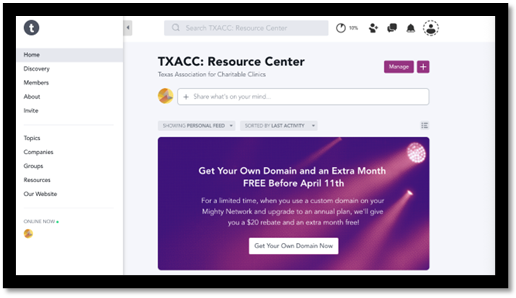 t
Search TXACC: Resource Center
10%
Home
Discovery
Members
About
Invite
Topics
Companies
Groups
Resources
Our Website
ONLINE NOW
TXACC: Resource Center
Manage
+
Texas Association for Charitable Clinics
+ Share what's on your mind...
SHOWING PERSONAL FEED
SORTED BY LAST ACTIVITY
Get Your Own Domain and an Extra Month
FREE Before April 11th
For a limited time, when you use a custom domain on your
Mighty Network and upgrade to an annual plan, we'll give
you a $20 rebate and an extra month free!
Get Your Own Domain Now